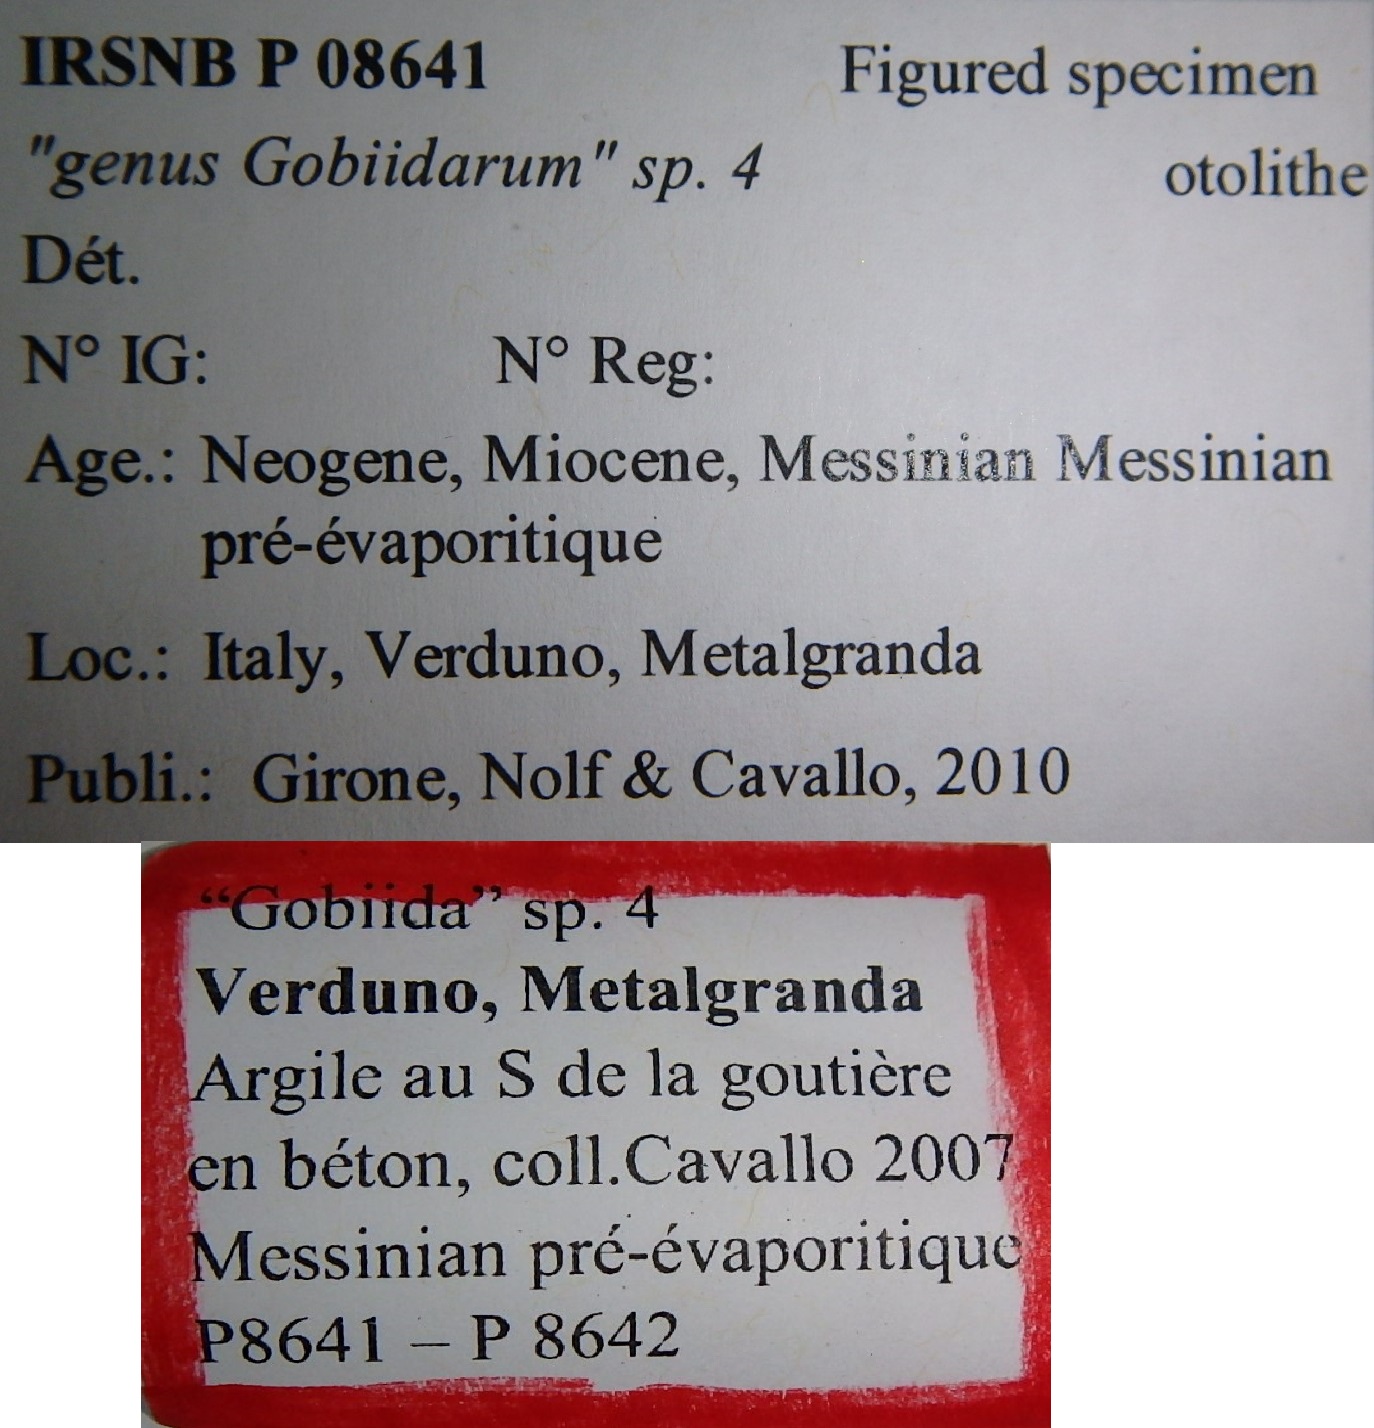 IRSNB P 08641 Figured specimen
"genus Gobiidarum" sp. 4 otolithe
Dét.
N° IG: N° Reg:
Age.: Neogene, Miocene, Messinian Messinian
pré-évaporitique
Loc.: Italy, Verduno, Metalgranda
Publi.: Girone, Nolf & Cavallo, 2010
“Gobiida” sp. 4
Verduno, Metalgranda
Argile au S de la goutière
en béton, coll.Cavallo 2007
Messinian pré-évaporitique
P8641 – P 8642